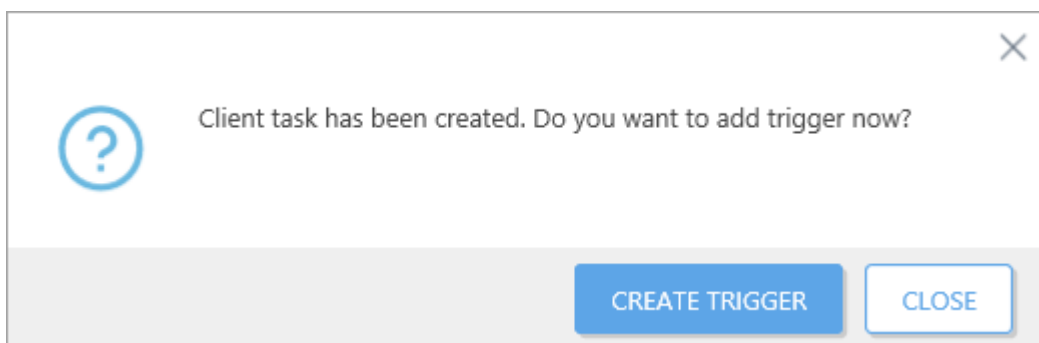 Client task has been created. Do you want to add trigger now?
CREATE TRIGGER
CLOSE